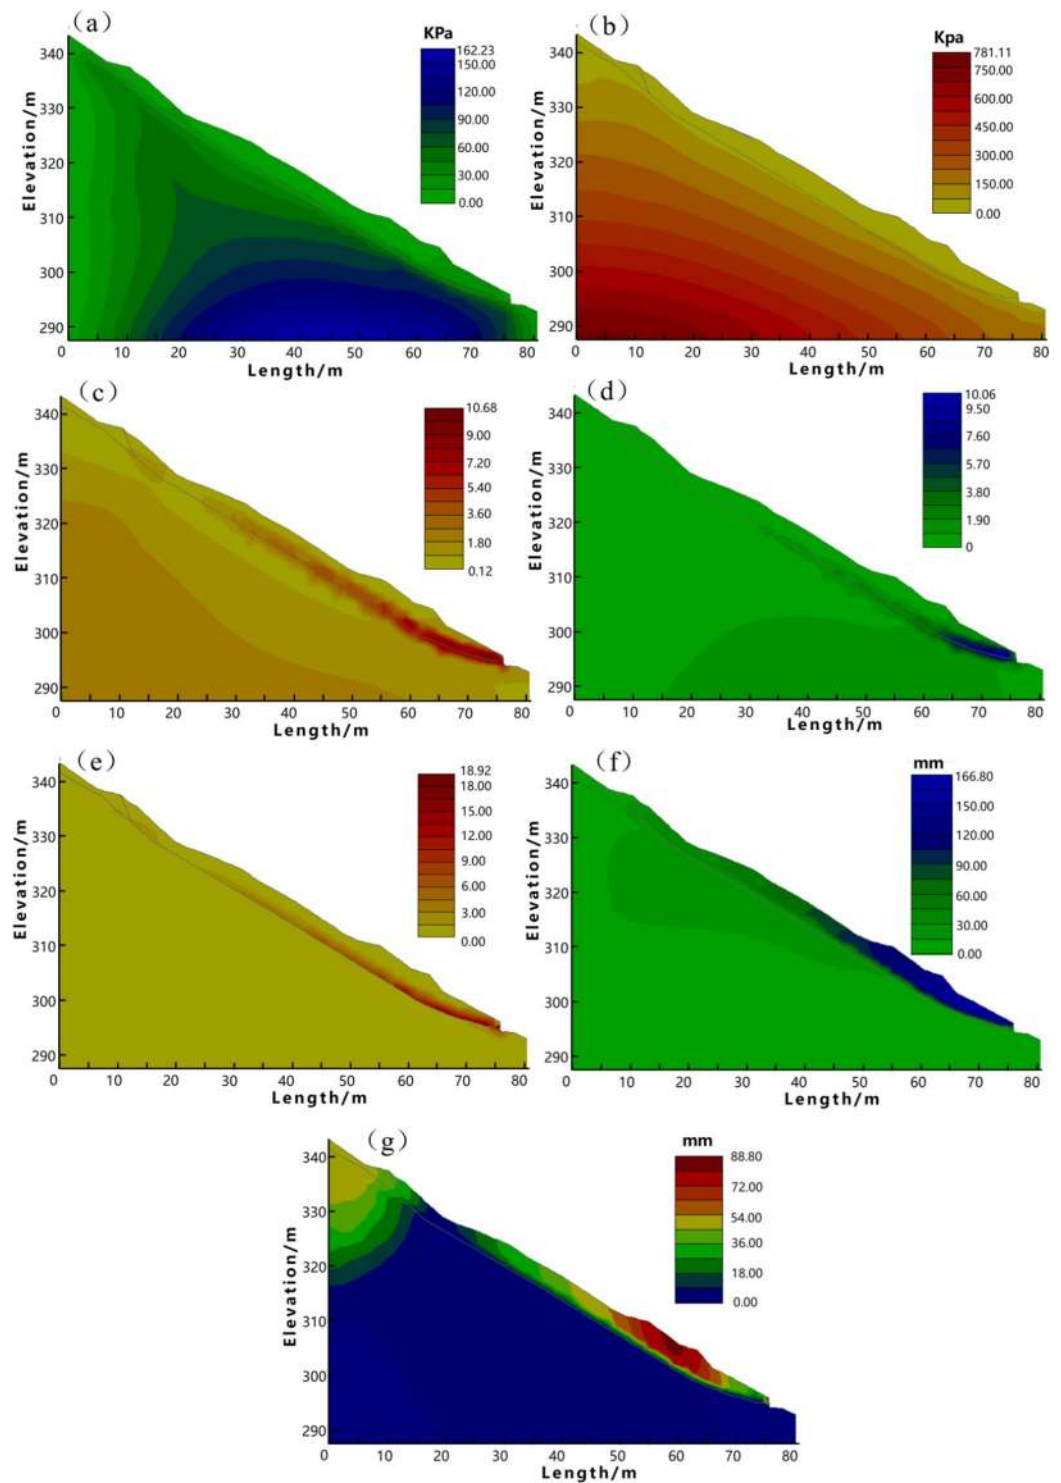 (a)
KPa
162.23
150.00
120.00
90.00
60.00
30.00
0.00
340
330
320
310
300
290
Elevation/m
0 10 20 30 40 50 60 70 80
Length/m
(b)
Kpa
781.11
750.00
600.00
450.00
300.00
150.00
0.00
340
330
320
310
300
290
Elevation/m
0 10 20 30 40 50 60 70 80
Length/m
(c)
10.68
9.00
7.20
5.40
3.60
1.80
0.12
340
330
320
310
300
290
Elevation/m
0 10 20 30 40 50 60 70 80
Length/m
(d)
10.06
9.50
7.60
5.70
3.80
1.90
0
340
330
320
310
300
290
Elevation/m
0 10 20 30 40 50 60 70 80
Length/m
(e)
18.92
18.00
15.00
12.00
9.00
6.00
3.00
0.00
340
330
320
310
300
290
Elevation/m
0 10 20 30 40 50 60 70 80
Length/m
(f)
mm
166.80
150.00
120.00
90.00
60.00
30.00
0.00
340
330
320
310
300
290
Elevation/m
0 10 20 30 40 50 60 70 80
Length/m
(g)
mm
88.80
72.00
54.00
36.00
18.00
0.00
340
330
320
310
300
290
Elevation/m
0 10 20 30 40 50 60 70 80
Length/m